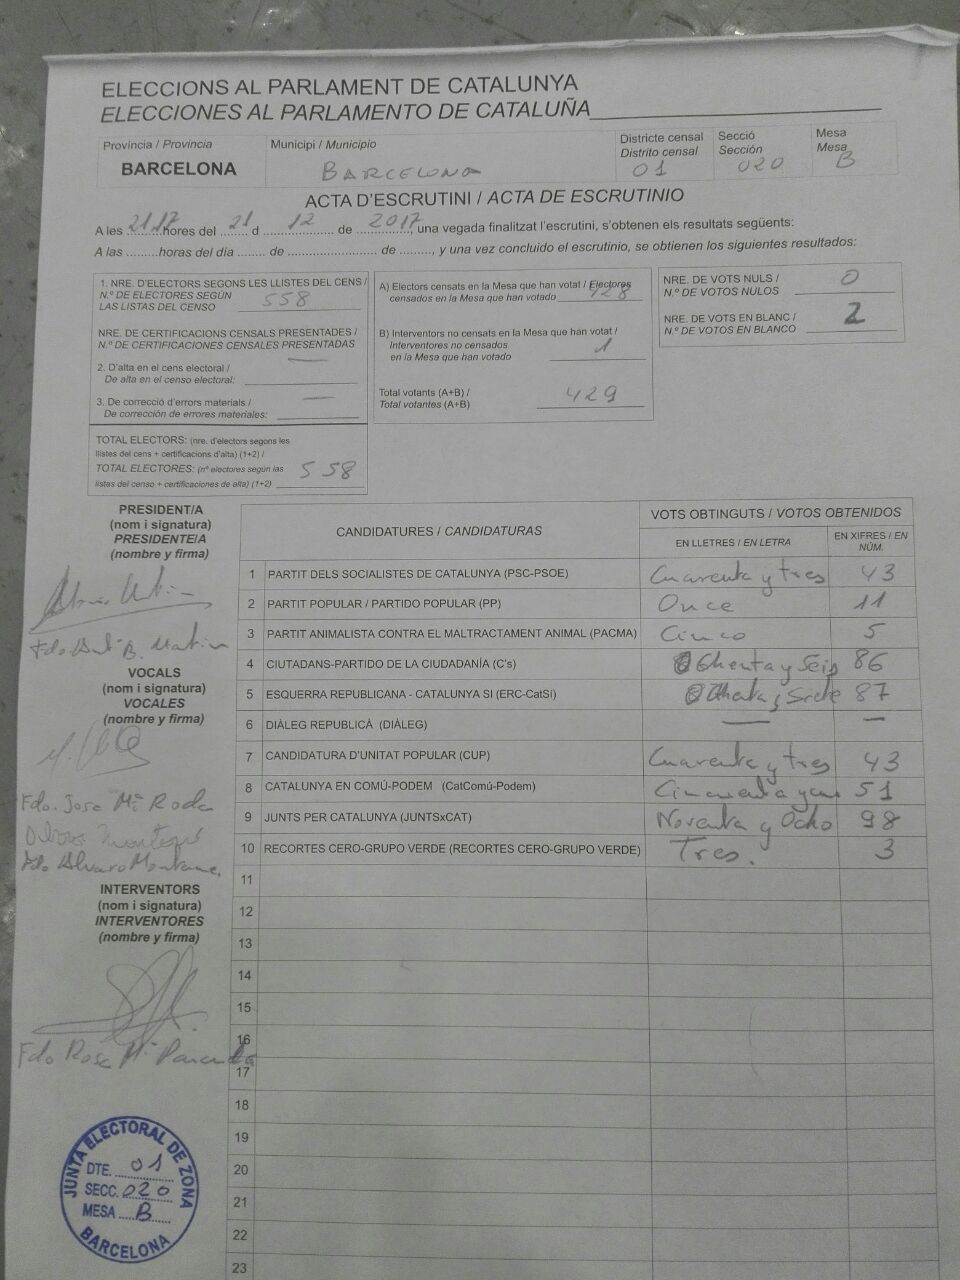 ELECCIONS AL PARLAMENT DE CATALUNYA
ELECCIONES AL PARLAMENTO DE CATALUÑA
Província / Provincia
BARCELONA
Municipi / Municipio
BARCELONA
Districte censal
Distrito censal
01
Secció
Sección
020
Mesa
Mesa
B
ACTA D'ESCRUTINI / ACTA DE ESCRUTINIO
A les 21.17 hores del 21 d 12 de 2017, una vegada finalitzat l'escrutini, s'obtenen els resultats següents:
A las .........horas del día ....... de ........................ de ........, y una vez concluido el escrutinio, se obtienen los siguientes resultados:
1. NRE. D'ELECTORS SEGONS LES LLISTES DEL CENS /
N.º DE ELECTORES SEGÚN
LAS LISTAS DEL CENSO 558
NRE. DE CERTIFICACIONS CENSALS PRESENTADES /
N.º DE CERTIFICACIONES CENSALES PRESENTADAS
2. D'alta en el cens electoral /
De alta en el censo electoral: —
3. De correcció d'errors materials /
De corrección de errores materiales: —
TOTAL ELECTORS: (nre. d'electors segons les
llistes del cens + certificacions d'alta) (1+2) /
TOTAL ELECTORES: (nº electores según las
listas del censo + certificaciones de alta) (1+2) 558
A) Electors censats en la Mesa que han votat / Electores
censados en la Mesa que han votado 428
B) Interventors no censats en la Mesa que han votat /
Interventores no censados
en la Mesa que han votado 1
Total votants (A+B) /
Total votantes (A+B) 429
NRE. DE VOTS NULS /
N.º DE VOTOS NULOS 0
NRE. DE VOTS EN BLANC /
N.º DE VOTOS EN BLANCO 2
PRESIDENT/A
(nom i signatura)
PRESIDENTE/A
(nombre y firma)
VOCALS
(nom i signatura)
VOCALES
(nombre y firma)
Fdo. Jose Mª Roda
Fdo Alvaro
INTERVENTORS
(nom i signatura)
INTERVENTORES
(nombre y firma)
Fdo Rosa Mª
CANDIDATURES / CANDIDATURAS
VOTS OBTINGUTS / VOTOS OBTENIDOS
EN LLETRES / EN LETRA
EN XIFRES / EN NÚM.
1 PARTIT DELS SOCIALISTES DE CATALUNYA (PSC-PSOE) Cuarenta y tres 43
2 PARTIT POPULAR / PARTIDO POPULAR (PP) Once 11
3 PARTIT ANIMALISTA CONTRA EL MALTRACTAMENT ANIMAL (PACMA) Cinco 5
4 CIUTADANS-PARTIDO DE LA CIUDADANÍA (C's) Ochenta y Seis 86
5 ESQUERRA REPUBLICANA - CATALUNYA SI (ERC-CatSí) Ochenta y Siete 87
6 DIÀLEG REPUBLICÀ (DIÀLEG) — —
7 CANDIDATURA D'UNITAT POPULAR (CUP) Cuarenta y tres 43
8 CATALUNYA EN COMÚ-PODEM (CatComú-Podem) Cincuenta y un 51
9 JUNTS PER CATALUNYA (JUNTSxCAT) Noventa y Ocho 98
10 RECORTES CERO-GRUPO VERDE (RECORTES CERO-GRUPO VERDE) Tres. 3
11
12
13
14
15
16
17
18
19
20
21
22
23
JUNTA ELECTORAL DE ZONA
DTE. 01
SECC. 020
MESA B
BARCELONA